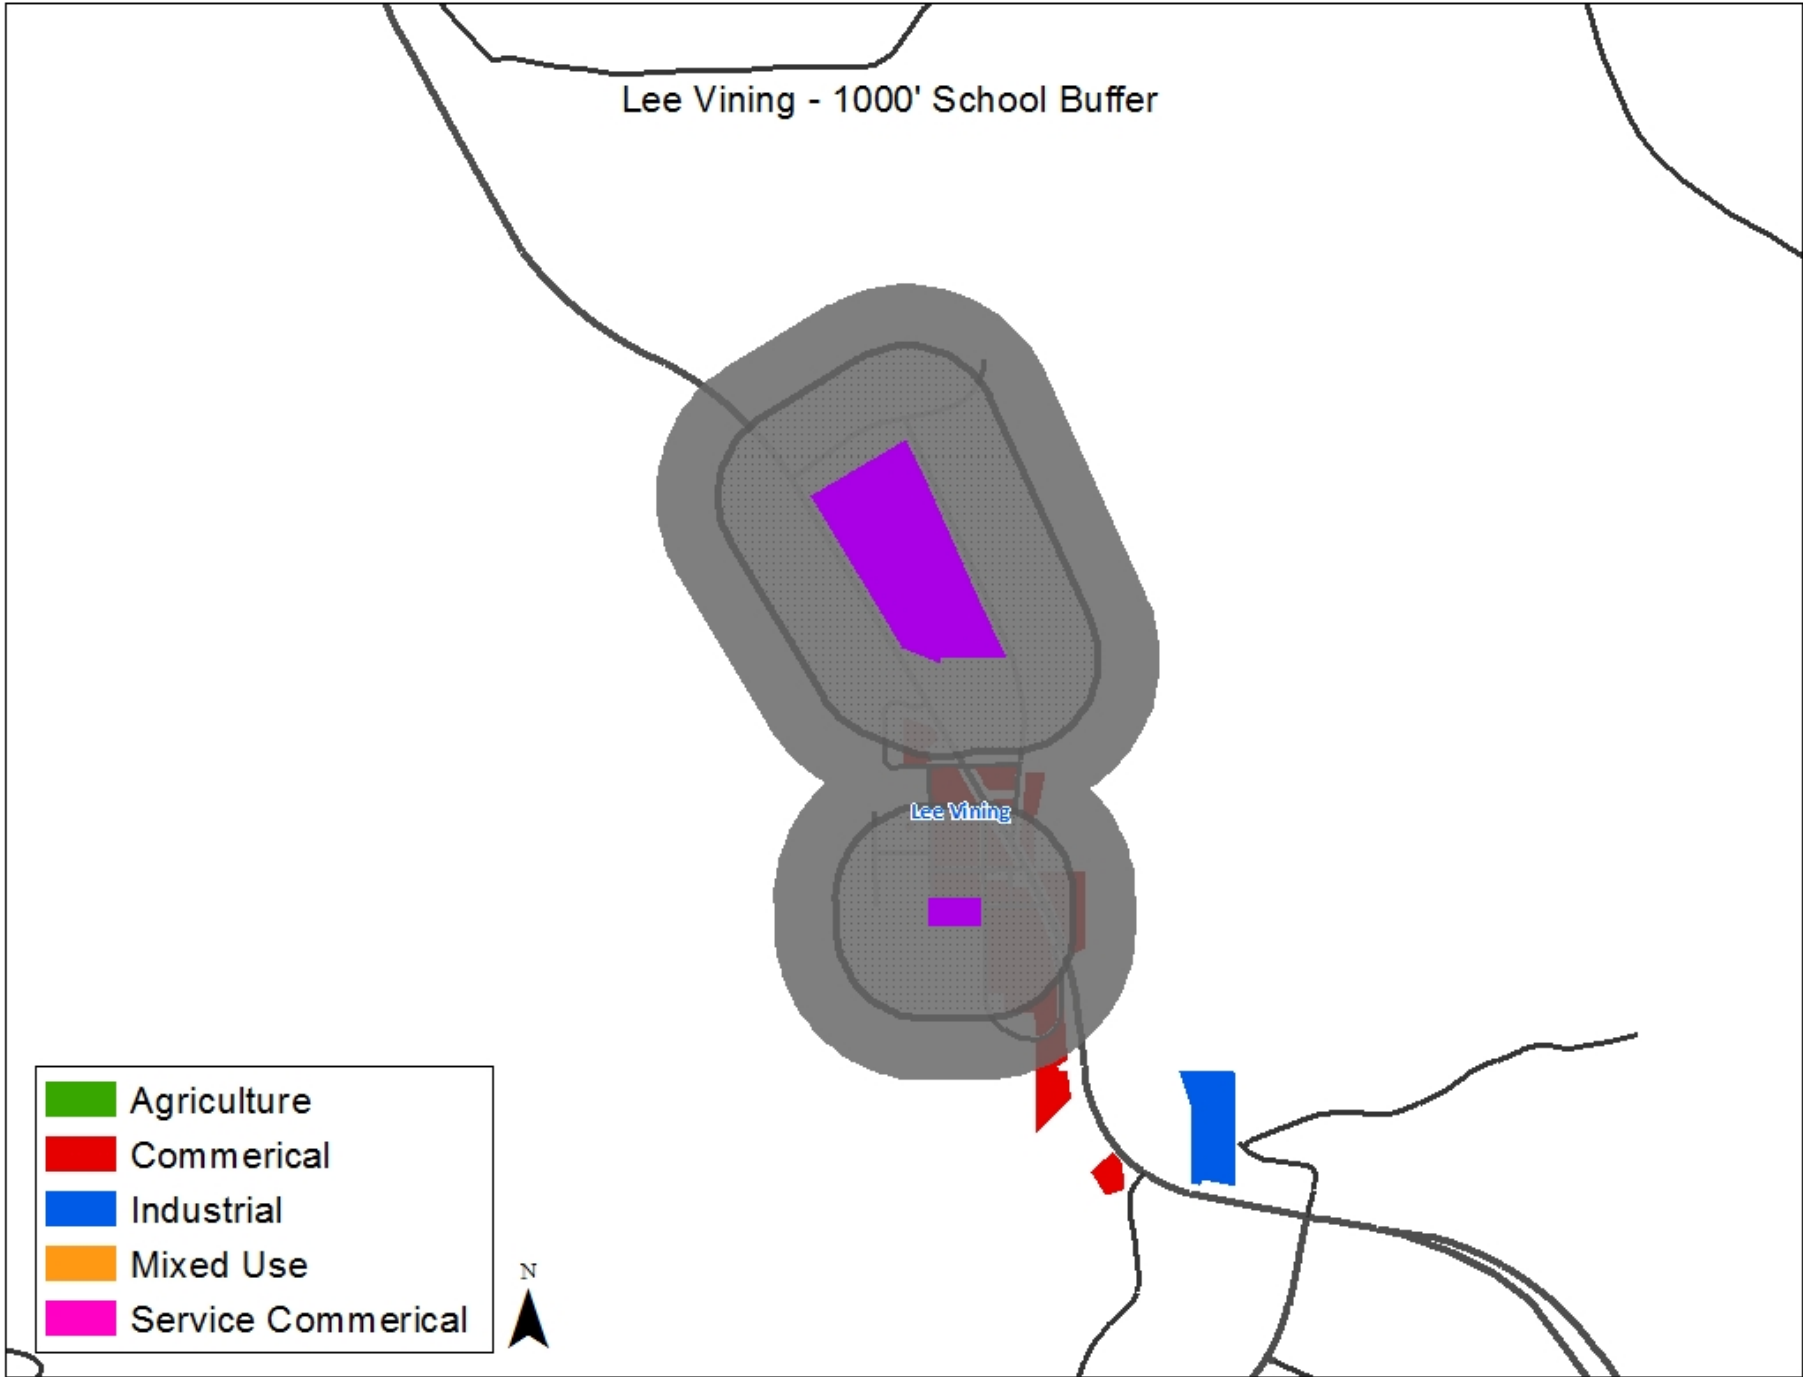 Lee Vining - 1000' School Buffer
Lee Vining
Agriculture
Commerical
Industrial
Mixed Use
Service Commerical
N